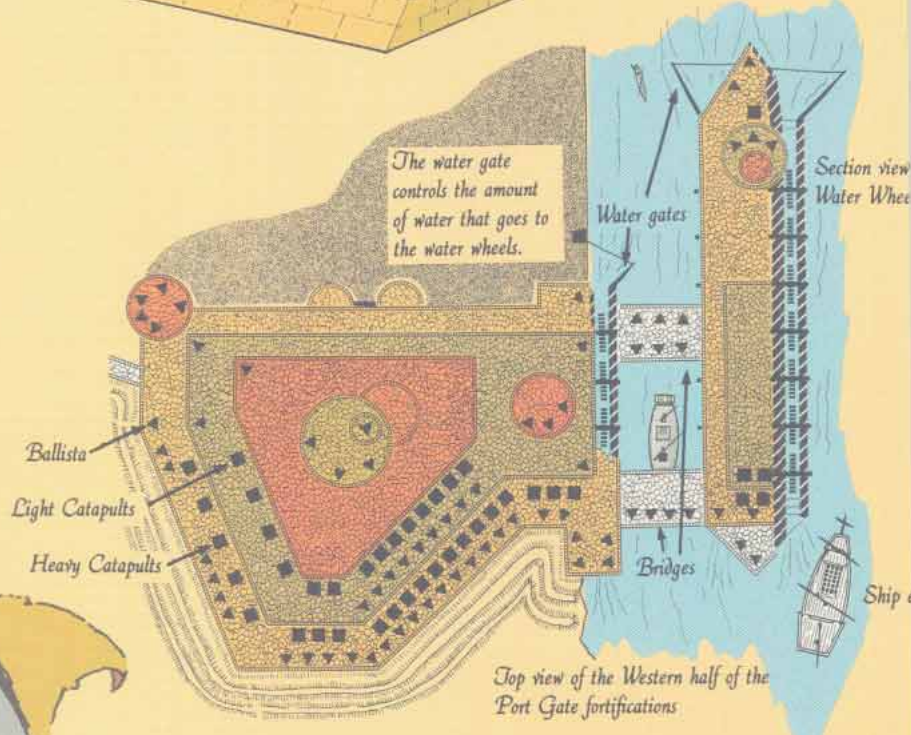 The water gate
controls the amount
of water that goes to
the water wheels.
Water gates
Section view
Water
Ballista
Light Catapults
Heavy Catapults
Bridges
Ship
Top view of the Western half of the
Port Gate fortifications